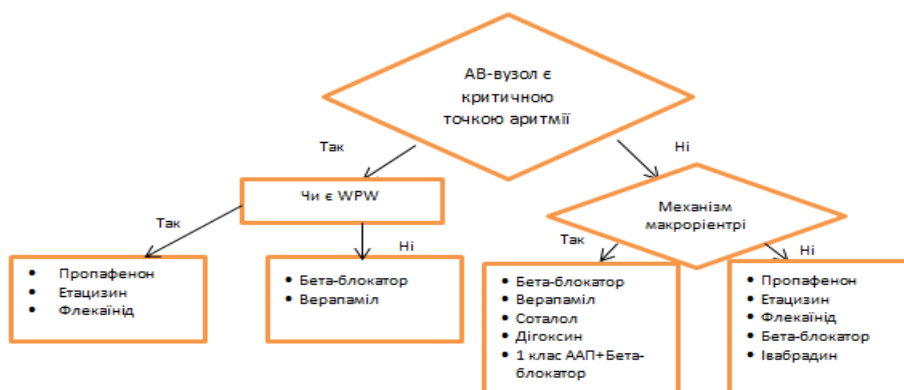 АВ-вузол є
критичною
точкою аритмії
Так
Ні
Чи є WPW
Механізм
макроріентрі
Так
Ні
Так
Ні
• Пропафенон
• Етацизин
• Флекаїнід
• Бета-блокатор
• Верапаміл
• Бета-блокатор
• Верапаміл
• Соталол
• Дігоксин
• 1 клас ААП+Бета-
блокатор
• Пропафенон
• Етацизин
• Флекаїнід
• Бета-блокатор
• Івабрадин